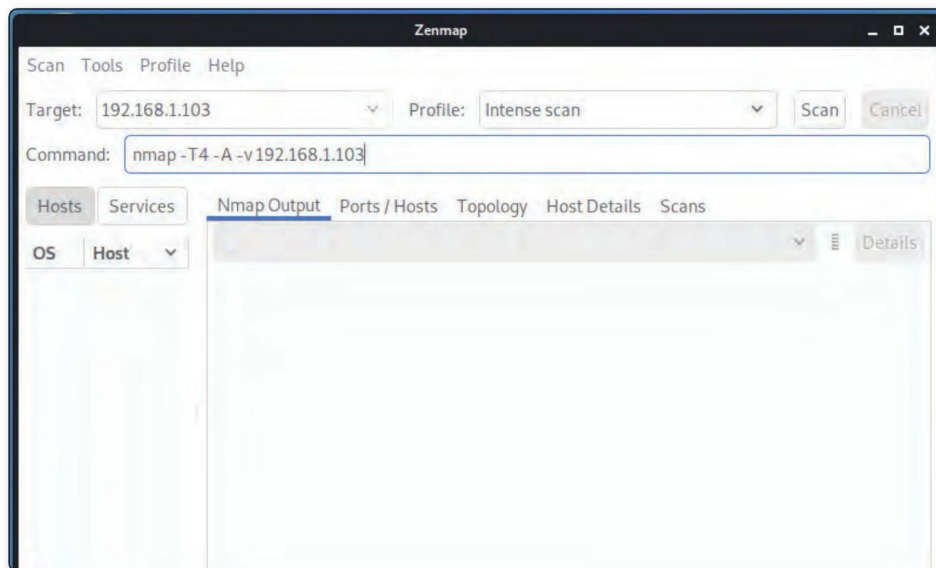 Zenmap
Scan Tools Profile Help
Target: 192.168.1.103 Profile: Intense scan Scan Cancel
Command: nmap -T4 -A -v 192.168.1.103
Hosts Services Nmap Output Ports / Hosts Topology Host Details Scans
OS Host Details